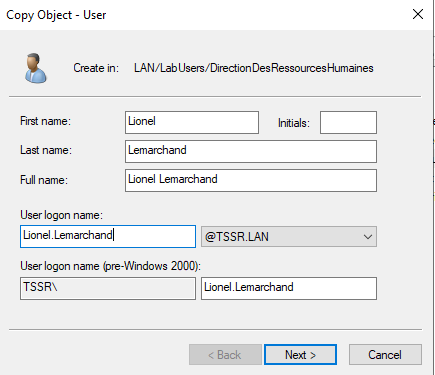 Copy Object - User
Create in: LAN/LabUsers/DirectionDesRessourcesHumaines
First name: Lionel Initials:
Last name: Lemarchand
Full name: Lionel Lemarchand
User logon name:
Lionel.Lemarchand @TSSR.LAN
User logon name (pre-Windows 2000):
TSSR\ Lionel.Lemarchand
< Back Next > Cancel